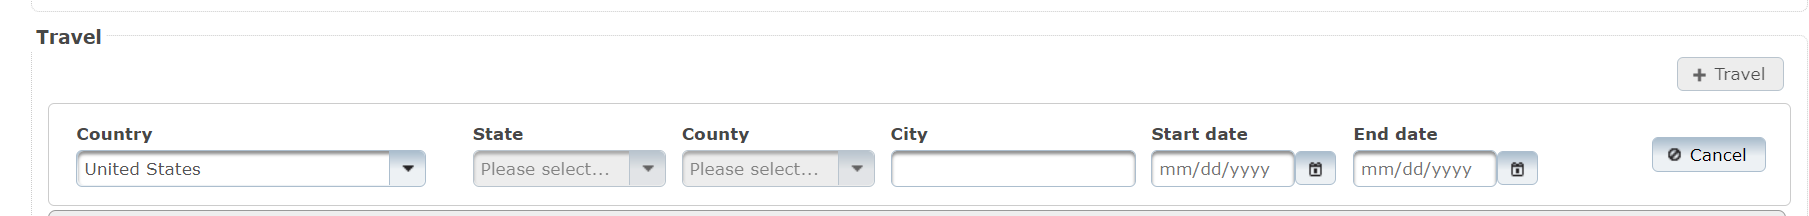 Travel
+ Travel
Country State County City Start date End date
United States Please select... Please select... mm/dd/yyyy mm/dd/yyyy Cancel